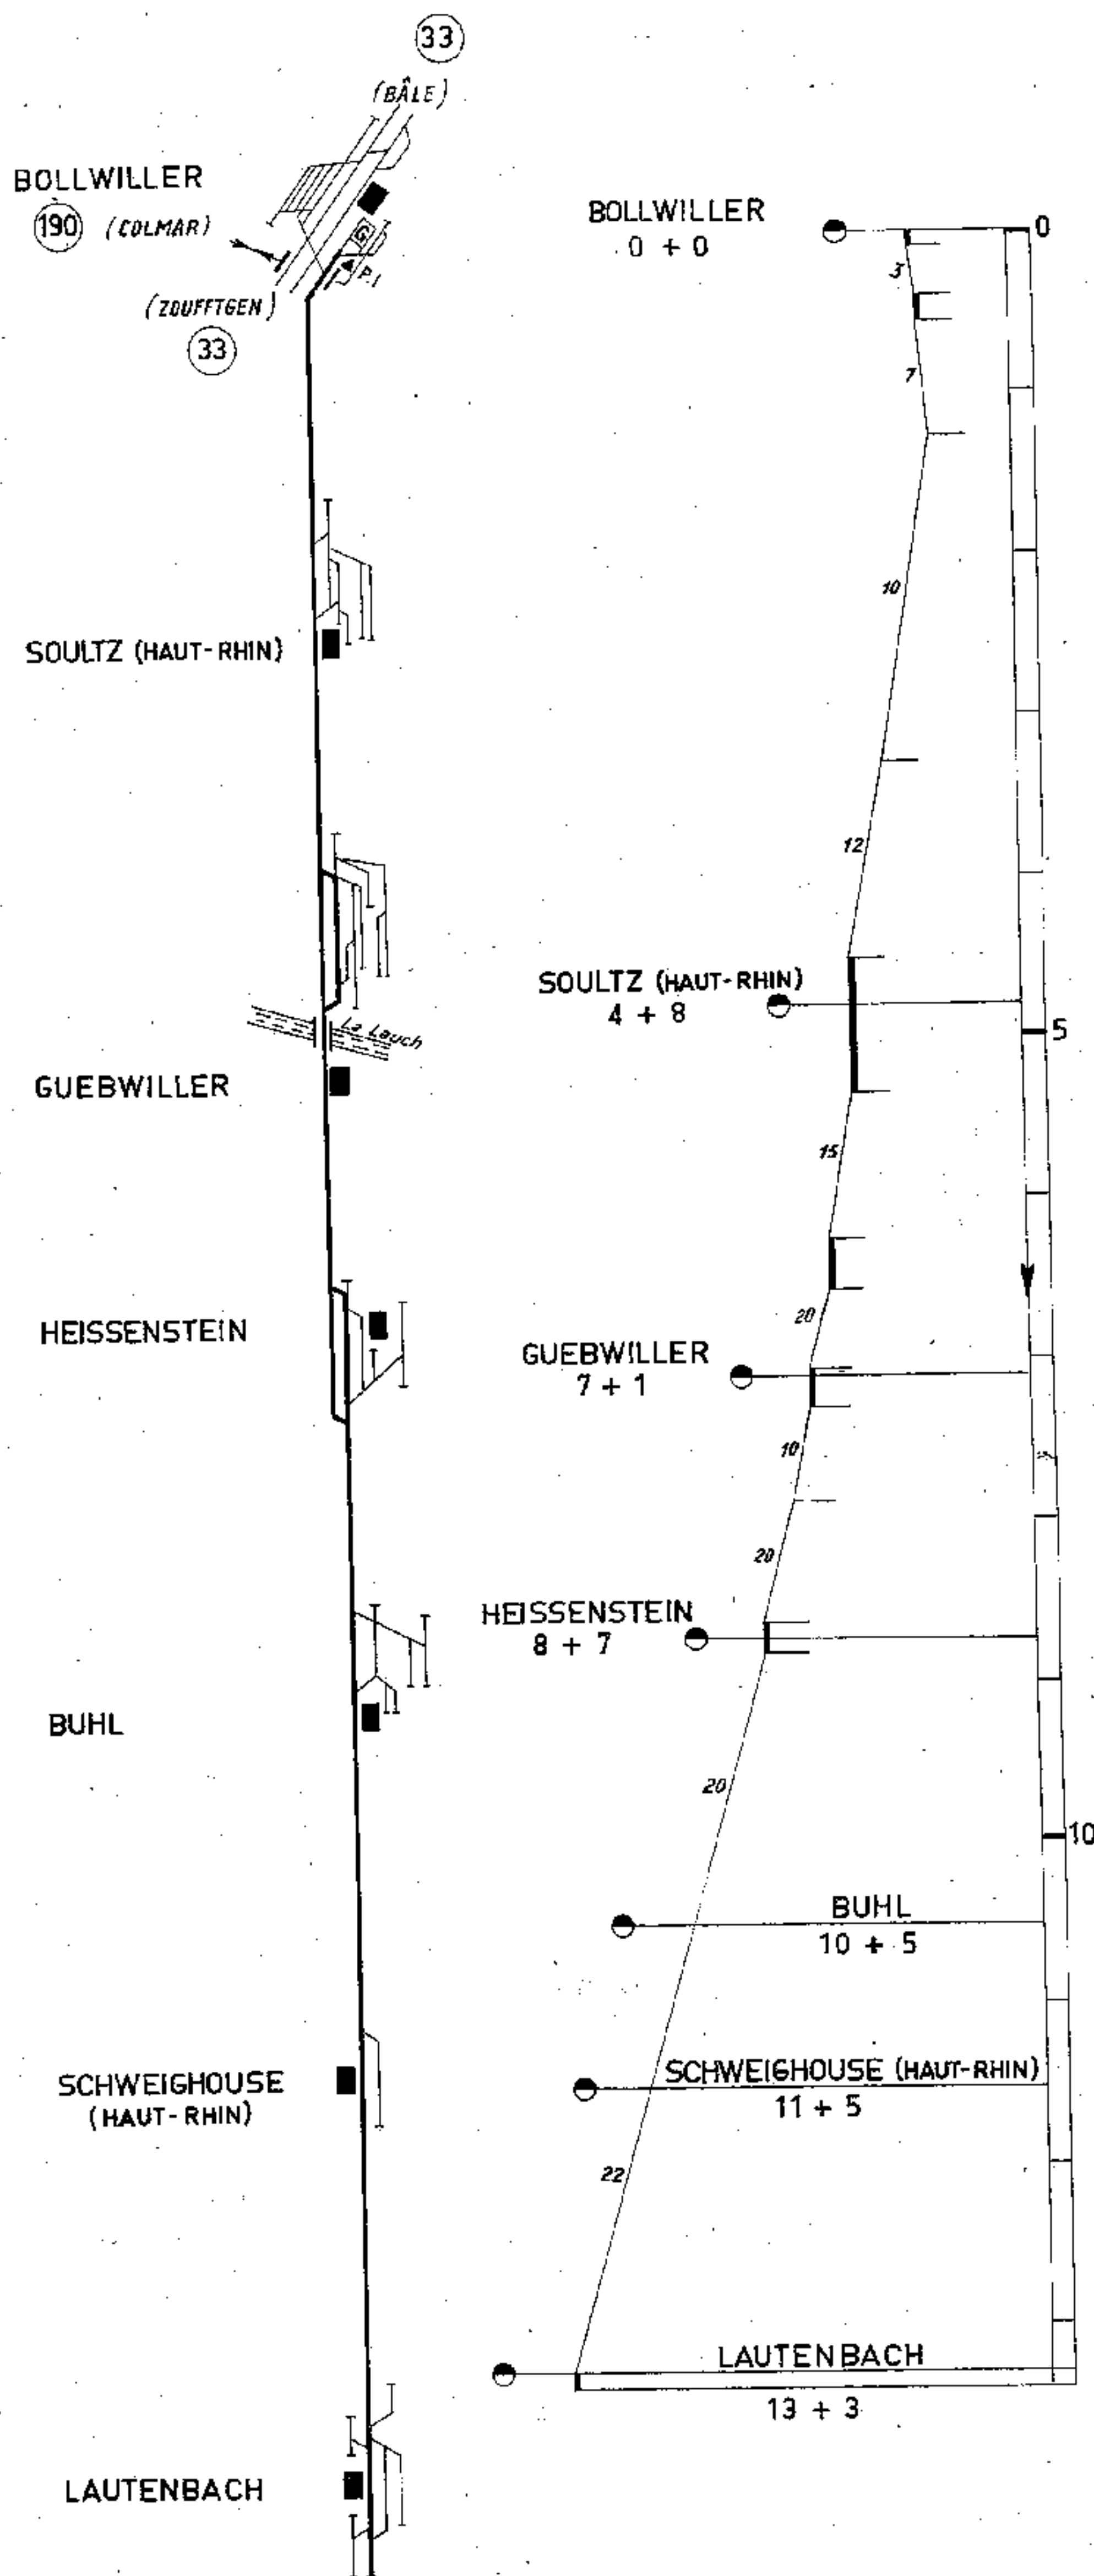 33
(BÂLE)
BOLLWILLER
190 (COLMAR)
G
P.I
(ZOUFFTGEN)
33
SOULTZ (HAUT-RHIN)
La Lauch
GUEBWILLER
HEISSENSTEIN
BUHL
SCHWEIGHOUSE
(HAUT-RHIN)
LAUTENBACH
BOLLWILLER
0 + 0
0
3
7
10
12
SOULTZ (HAUT-RHIN)
4 + 8
5
15
20
GUEBWILLER
7 + 1
10
20
HEISSENSTEIN
8 + 7
20
10
BUHL
10 + 5
SCHWEIGHOUSE (HAUT-RHIN)
11 + 5
22
LAUTENBACH
13 + 3